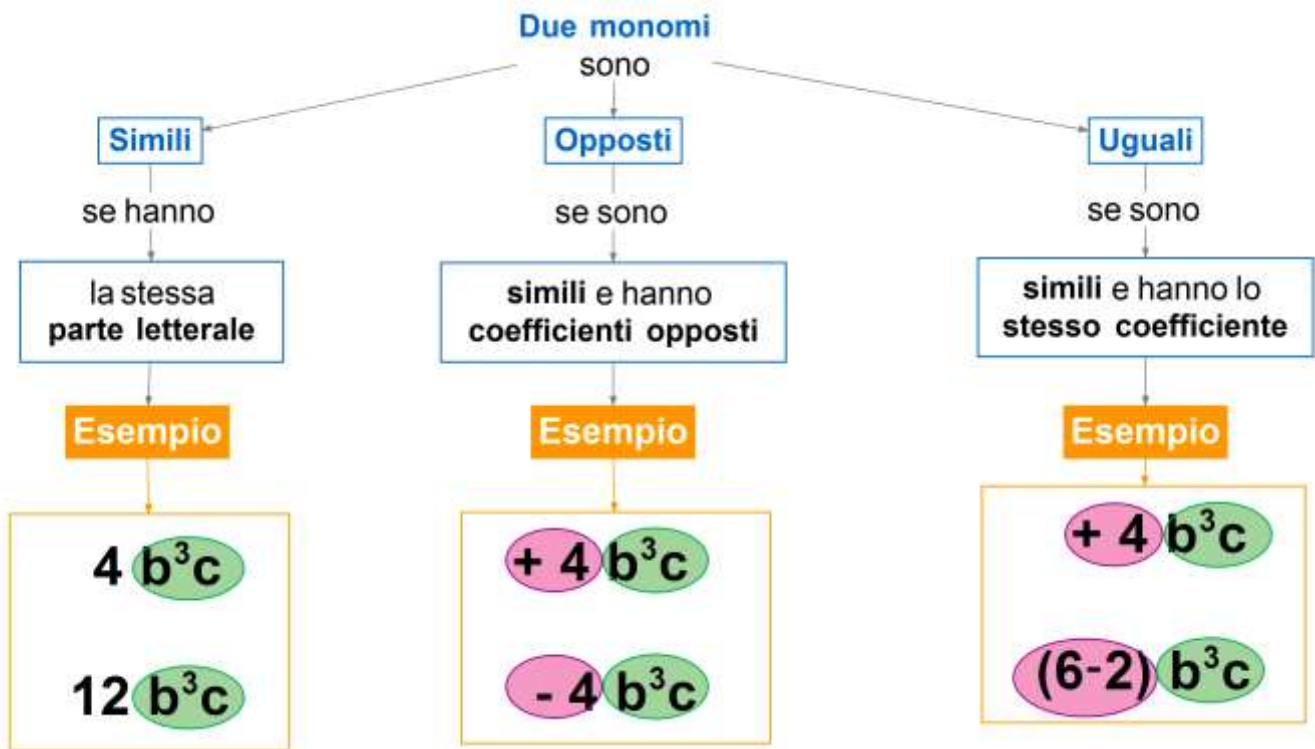 Due monomi
sono
Simili
Opposti
Uguali
se hanno
se sono
se sono
la stessa
parte letterale
simili e hanno
coefficienti opposti
simili e hanno lo
stesso coefficiente
Esempio
Esempio
Esempio
4 b³c
12 b³c
+ 4 b³c
- 4 b³c
+ 4 b³c
(6-2) b³c